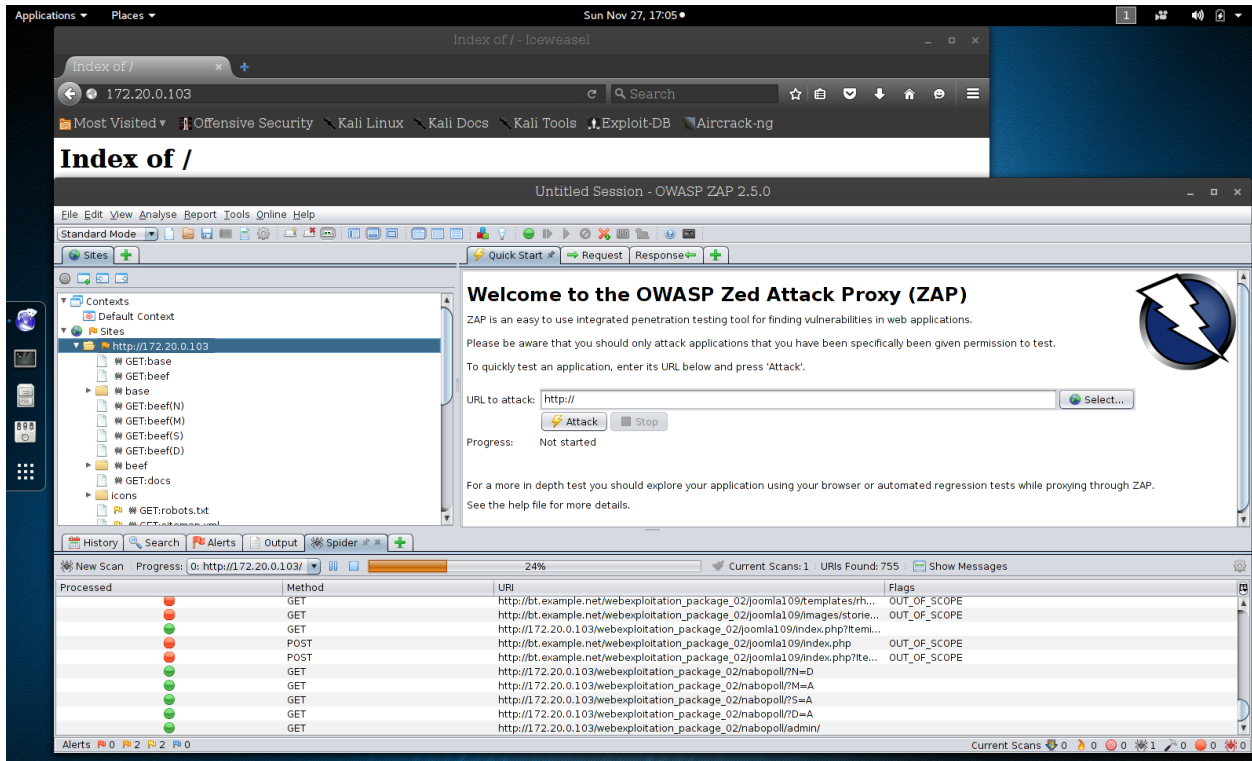 Applications Places Sun Nov 27, 17:05 1
Index of / - Iceweasel
Index of /
172.20.0.103 Search
Most Visited Offensive Security Kali Linux Kali Docs Kali Tools Exploit-DB Aircrack-ng
Index of /
Untitled Session - OWASP ZAP 2.5.0
File Edit View Analyse Report Tools Online Help
Standard Mode
Sites Quick Start Request Response
Contexts
Default Context
Sites
http://172.20.0.103
GET:base
GET:beef
base
GET:beef(N)
GET:beef(M)
GET:beef(S)
GET:beef(D)
beef
GET:docs
icons
GET:robots.txt
GET:sitemap.xml
Welcome to the OWASP Zed Attack Proxy (ZAP)
ZAP is an easy to use integrated penetration testing tool for finding vulnerabilities in web applications.
Please be aware that you should only attack applications that you have been specifically been given permission to test.
To quickly test an application, enter its URL below and press 'Attack'.
URL to attack: http:// Select...
Attack Stop
Progress: Not started
For a more in depth test you should explore your application using your browser or automated regression tests while proxying through ZAP.
See the help file for more details.
History Search Alerts Output Spider
New Scan Progress: 0: http://172.20.0.103/ 24% Current Scans: 1 URIs Found: 755 Show Messages
Processed Method URI Flags
GET http://bt.example.net/webexploitation_package_02/joomla109/templates/rh... OUT_OF_SCOPE
GET http://bt.example.net/webexploitation_package_02/joomla109/images/storie... OUT_OF_SCOPE
GET http://172.20.0.103/webexploitation_package_02/joomla109/index.php?Itemi...
POST http://bt.example.net/webexploitation_package_02/joomla109/index.php OUT_OF_SCOPE
POST http://bt.example.net/webexploitation_package_02/joomla109/index.php?Ite... OUT_OF_SCOPE
GET http://172.20.0.103/webexploitation_package_02/nabopoll/?N=D
GET http://172.20.0.103/webexploitation_package_02/nabopoll/?M=A
GET http://172.20.0.103/webexploitation_package_02/nabopoll/?S=A
GET http://172.20.0.103/webexploitation_package_02/nabopoll/?D=A
GET http://172.20.0.103/webexploitation_package_02/nabopoll/admin/
Alerts 0 2 2 0 Current Scans 0 0 0 1 0 0 0